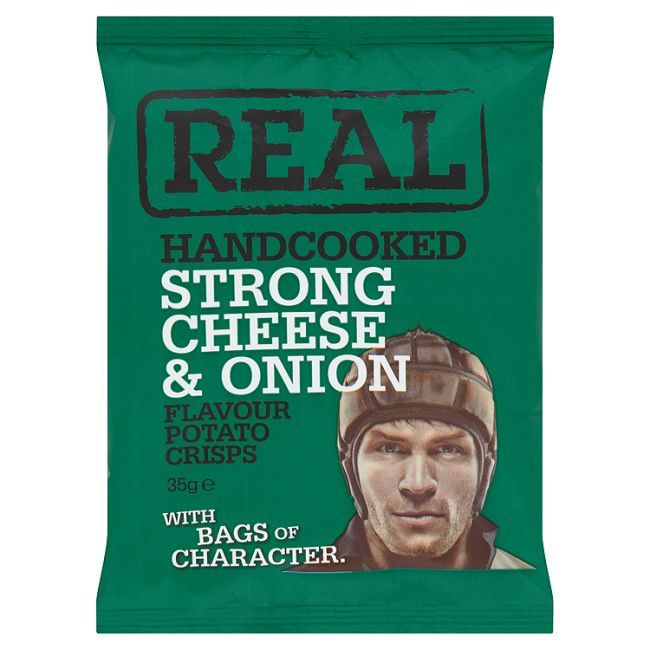 REAL
HANDCOOKED
STRONG
CHEESE
& ONION
FLAVOUR
POTATO
CRISPS
35g ℮
WITH
BAGS OF
CHARACTER.